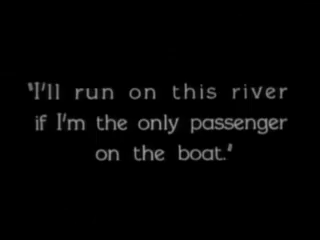 "I'll run on this river
if I'm the only passenger
on the boat."